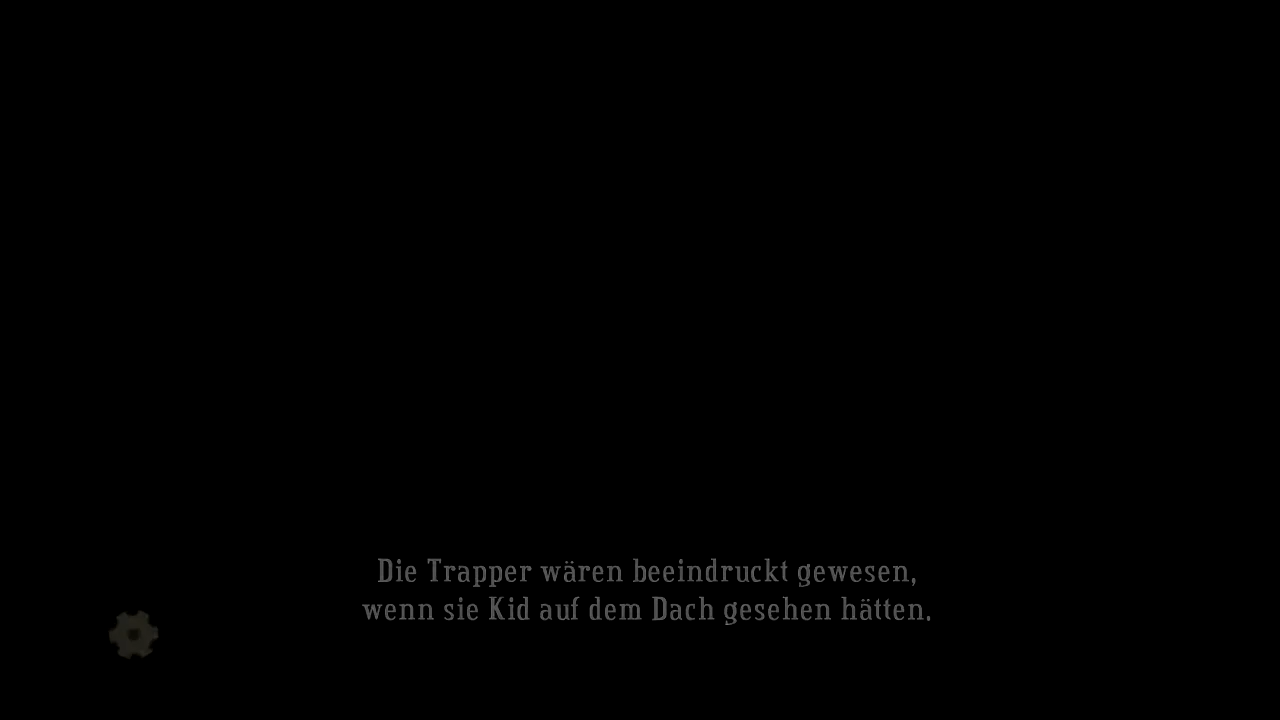 Die Trapper wären beeindruckt gewesen,
wenn sie Kid auf dem Dach gesehen hätten.